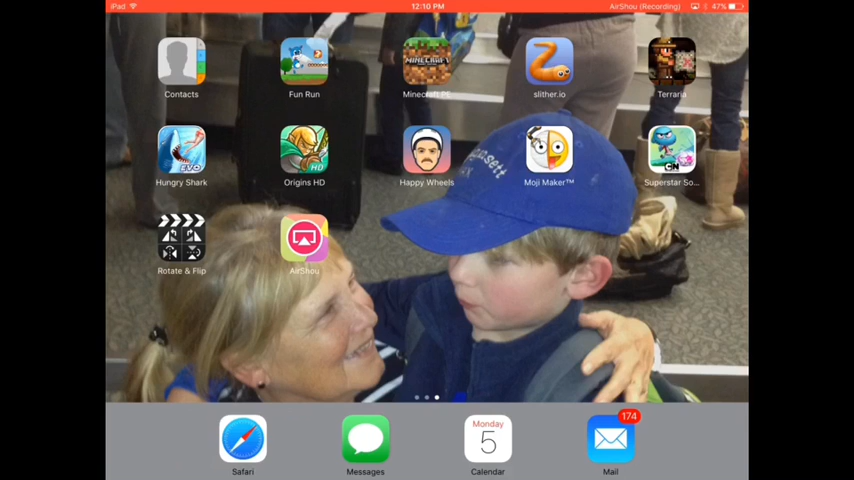 iPad 12:10 PM AirShou (Recording) 47%
Contacts Fun Run Minecraft PE slither.io Terraria
MINECRAFT
EVO HD CN
Hungry Shark Origins HD Happy Wheels Moji Maker™ Superstar So...
Rotate & Flip AirShou
Monday 174
5
Safari Messages Calendar Mail